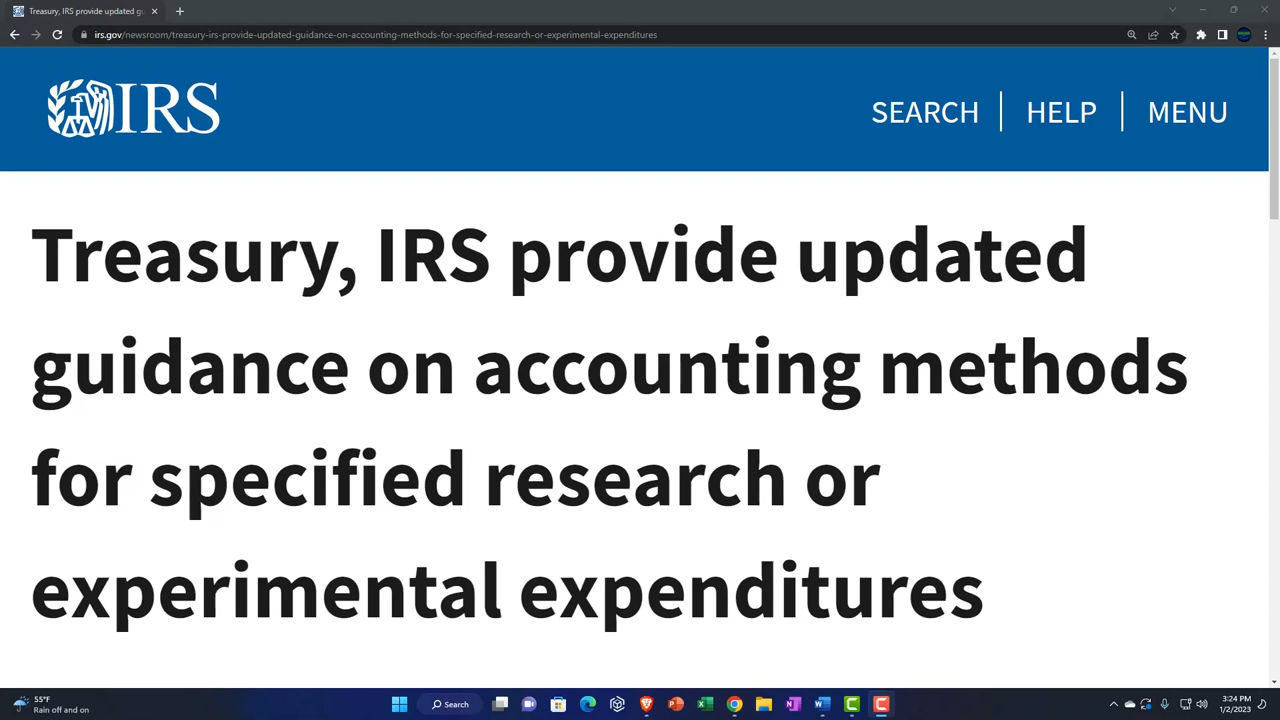 Treasury, IRS provide updated gu
irs.gov/newsroom/treasury-irs-provide-updated-guidance-on-accounting-methods-for-specified-research-or-experimental-expenditures
IRS
SEARCH
HELP
MENU
Treasury, IRS provide updated
guidance on accounting methods
for specified research or
experimental expenditures
55°F
Rain off and on
Search
3:24 PM
1/2/2023